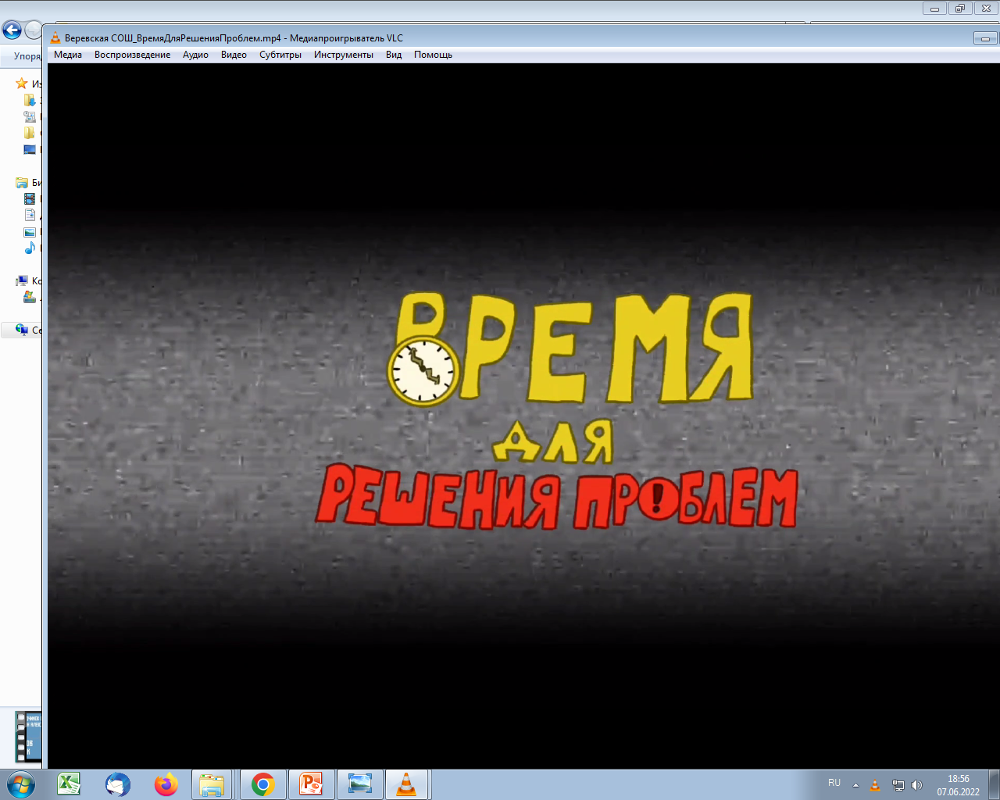 Веревская СОШ_ВремяДляРешенияПроблем.mp4 - Медиапроигрыватель VLC
Медиа Воспроизведение Аудио Видео Субтитры Инструменты Вид Помощь
ВРЕМЯ
ДЛЯ
РЕШЕНИЯ ПРОБЛЕМ
RU
18:56
07.06.2022